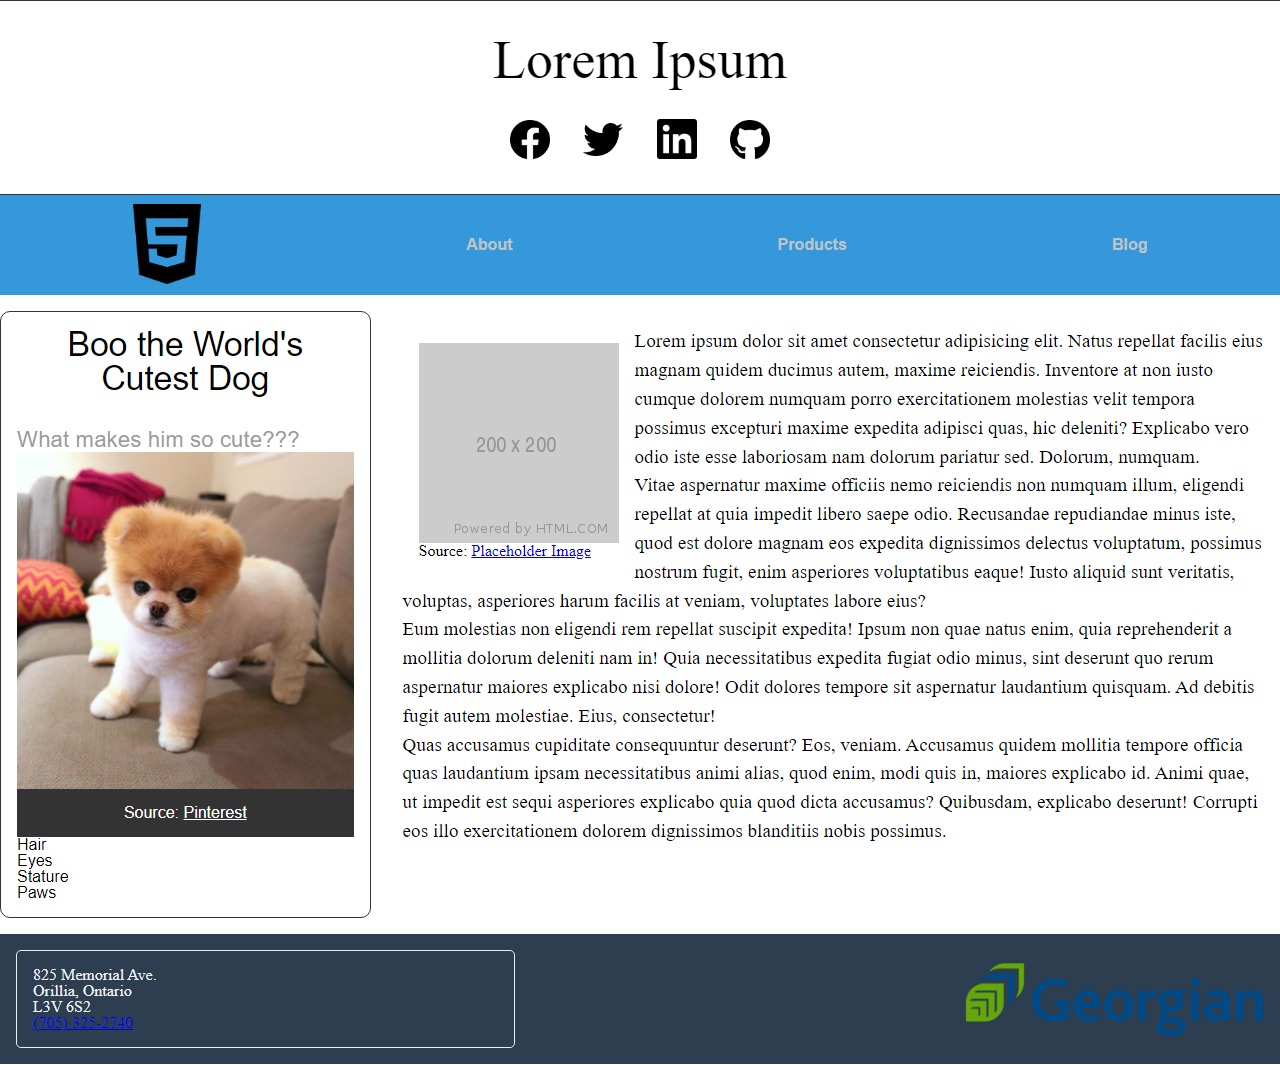 Lorem Ipsum
About
Products
Blog
Boo the World's
Cutest Dog
What makes him so cute???
Source: Pinterest
Hair
Eyes
Stature
Paws
200 x 200
Powered by HTML.COM
Source: Placeholder Image
Lorem ipsum dolor sit amet consectetur adipisicing elit. Natus repellat facilis eius
magnam quidem ducimus autem, maxime reiciendis. Inventore at non iusto
cumque dolorem numquam porro exercitationem molestias velit tempora
possimus excepturi maxime expedita adipisci quas, hic deleniti? Explicabo vero
odio iste esse laboriosam nam dolorum pariatur sed. Dolorum, numquam.
Vitae aspernatur maxime officiis nemo reiciendis non numquam illum, eligendi
repellat at quia impedit libero saepe odio. Recusandae repudiandae minus iste,
quod est dolore magnam eos expedita dignissimos delectus voluptatum, possimus
nostrum fugit, enim asperiores voluptatibus eaque! Iusto aliquid sunt veritatis,
voluptas, asperiores harum facilis at veniam, voluptates labore eius?
Eum molestias non eligendi rem repellat suscipit expedita! Ipsum non quae natus enim, quia reprehenderit a
mollitia dolorum deleniti nam in! Quia necessitatibus expedita fugiat odio minus, sint deserunt quo rerum
aspernatur maiores explicabo nisi dolore! Odit dolores tempore sit aspernatur laudantium quisquam. Ad debitis
fugit autem molestiae. Eius, consectetur!
Quas accusamus cupiditate consequuntur deserunt? Eos, veniam. Accusamus quidem mollitia tempore officia
quas laudantium ipsam necessitatibus animi alias, quod enim, modi quis in, maiores explicabo id. Animi quae,
ut impedit est sequi asperiores explicabo quia quod dicta accusamus? Quibusdam, explicabo deserunt! Corrupti
eos illo exercitationem dolorem dignissimos blanditiis nobis possimus.
825 Memorial Ave.
Orillia, Ontario
L3V 6S2
(705) 325-2740
Georgian